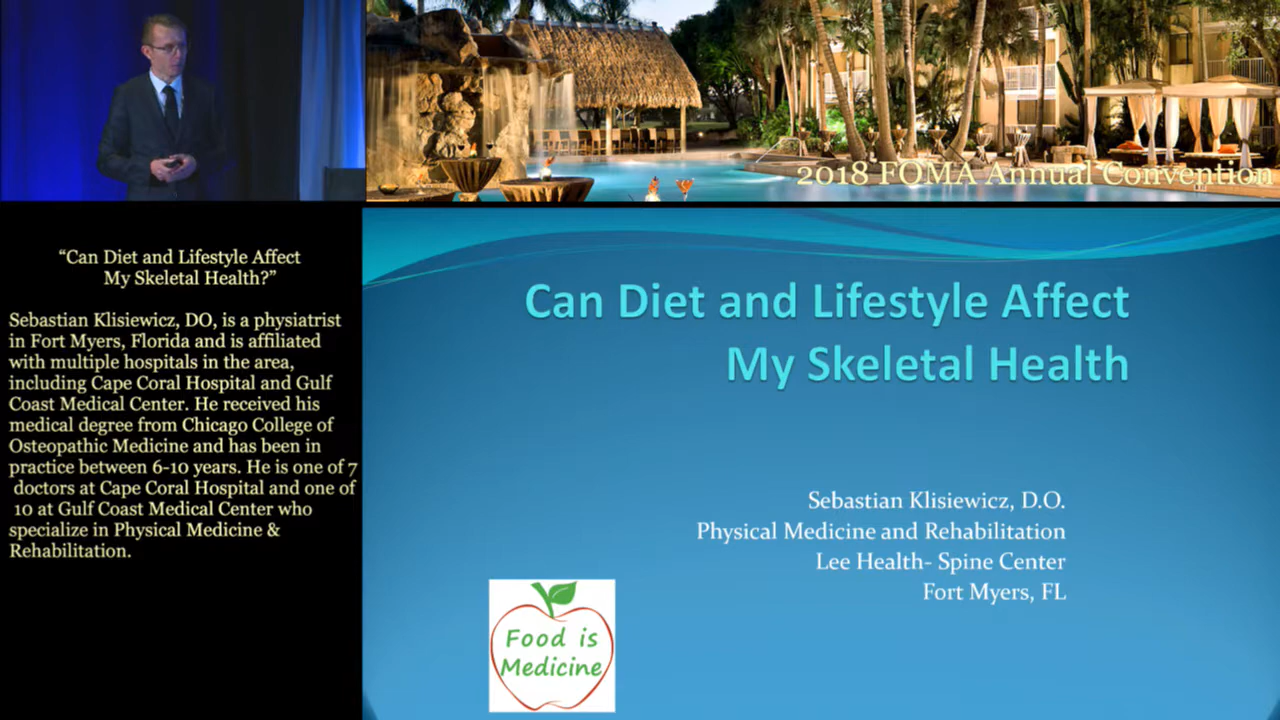 2018 FOMA Annual Convention
“Can Diet and Lifestyle Affect
My Skeletal Health?”
Sebastian Klisiewicz, DO, is a physiatrist
in Fort Myers, Florida and is affiliated
with multiple hospitals in the area,
including Cape Coral Hospital and Gulf
Coast Medical Center. He received his
medical degree from Chicago College of
Osteopathic Medicine and has been in
practice between 6-10 years. He is one of 7
doctors at Cape Coral Hospital and one of
10 at Gulf Coast Medical Center who
specialize in Physical Medicine &
Rehabilitation.
Can Diet and Lifestyle Affect
My Skeletal Health
Sebastian Klisiewicz, D.O.
Physical Medicine and Rehabilitation
Lee Health- Spine Center
Fort Myers, FL
Food is
Medicine